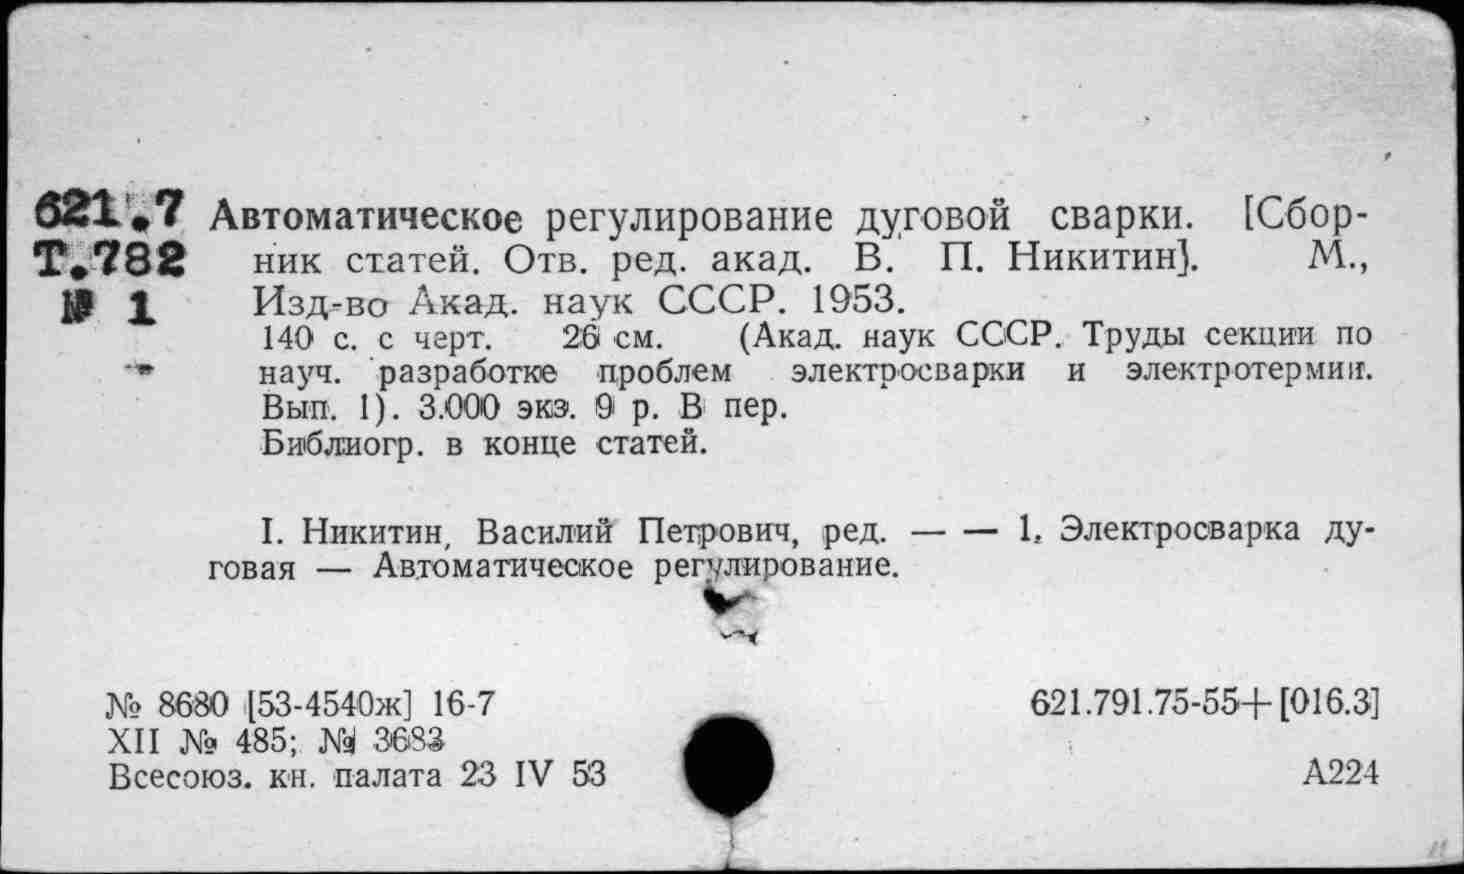 621.7 Автоматическое регулирование дуговой сварки. [Сбор-
Т.782 ник статей. Отв. ред. акад. В. П. Никитин]. М.,
№ 1 Изд-во Акад. наук СССР. 1953.
140 с. с черт. 26 см. (Акад. наук СССР. Труды секции по
науч. разработке проблем электросварки и электротермии.
Вып. 1). 3.000 экз. 9 р. В пер.
Библиогр. в конце статей.
I. Никитин, Василий Петрович, ред. — — 1. Электросварка ду-
говая — Автоматическое регулирование.
№ 8680 [53-4540ж] 16-7
621.791.75-55+[016.3]
XII № 485; № 3683
Всесоюз. кн. палата 23 IV 53
А224